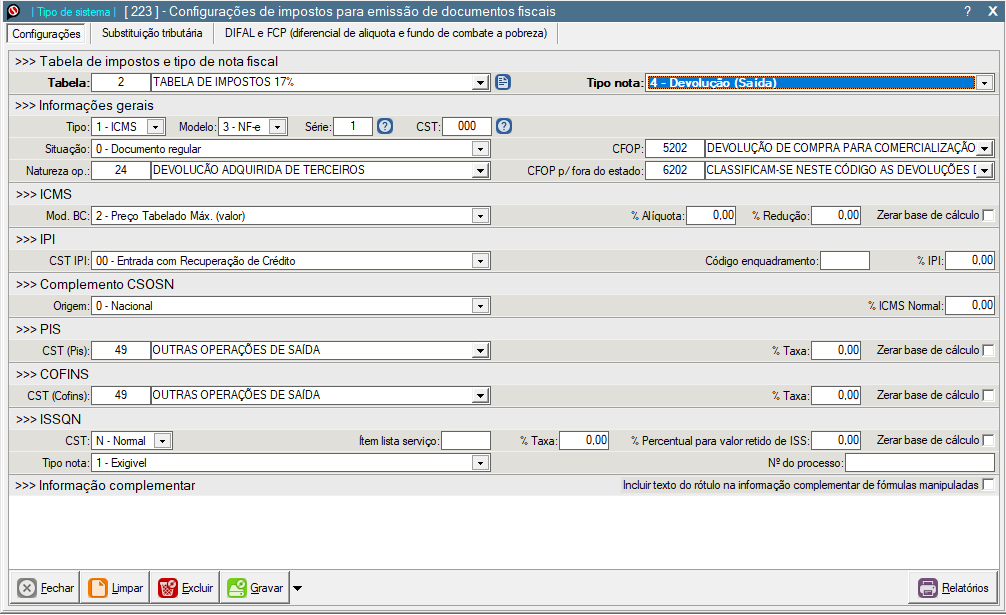 | Tipo de sistema | [ 223 ] - Configurações de impostos para emissão de documentos fiscais ? X
Configurações Substituição tributária DIFAL e FCP (diferencial de aliquota e fundo de combate a pobreza)
>>> Tabela de impostos e tipo de nota fiscal
Tabela: 2 TABELA DE IMPOSTOS 17% Tipo nota: 4 - Devolução (Saída)
>>> Informações gerais
Tipo: 1 - ICMS Modelo: 3 - NF-e Série: 1 ? CST: 000 ?
Situação: 0 - Documento regular CFOP: 5202 DEVOLUÇÃO DE COMPRA PARA COMERCIALIZAÇÃO
Natureza op.: 24 DEVOLUCÃO ADQUIRIDA DE TERCEIROS CFOP p/ fora do estado: 6202 CLASSIFICAM-SE NESTE CÓDIGO AS DEVOLUÇÕES D
>>> ICMS
Mod. BC: 2 - Preço Tabelado Máx. (valor) % Alíquota: 0,00 % Redução: 0,00 Zerar base de cálculo
>>> IPI
CST IPI: 00 - Entrada com Recuperação de Crédito Código enquadramento: % IPI: 0,00
>>> Complemento CSOSN
Origem: 0 - Nacional % ICMS Normal: 0,00
>>> PIS
CST (Pis): 49 OUTRAS OPERAÇÕES DE SAÍDA % Taxa: 0,00 Zerar base de cálculo
>>> COFINS
CST (Cofins): 49 OUTRAS OPERAÇÕES DE SAÍDA % Taxa: 0,00 Zerar base de cálculo
>>> ISSQN
CST: N - Normal Ítem lista serviço: % Taxa: 0,00 % Percentual para valor retido de ISS: 0,00 Zerar base de cálculo
Tipo nota: 1 - Exigivel Nº do processo:
>>> Informação complementar Incluir texto do rótulo na informação complementar de fórmulas manipuladas
Fechar Limpar Excluir Gravar Relatórios